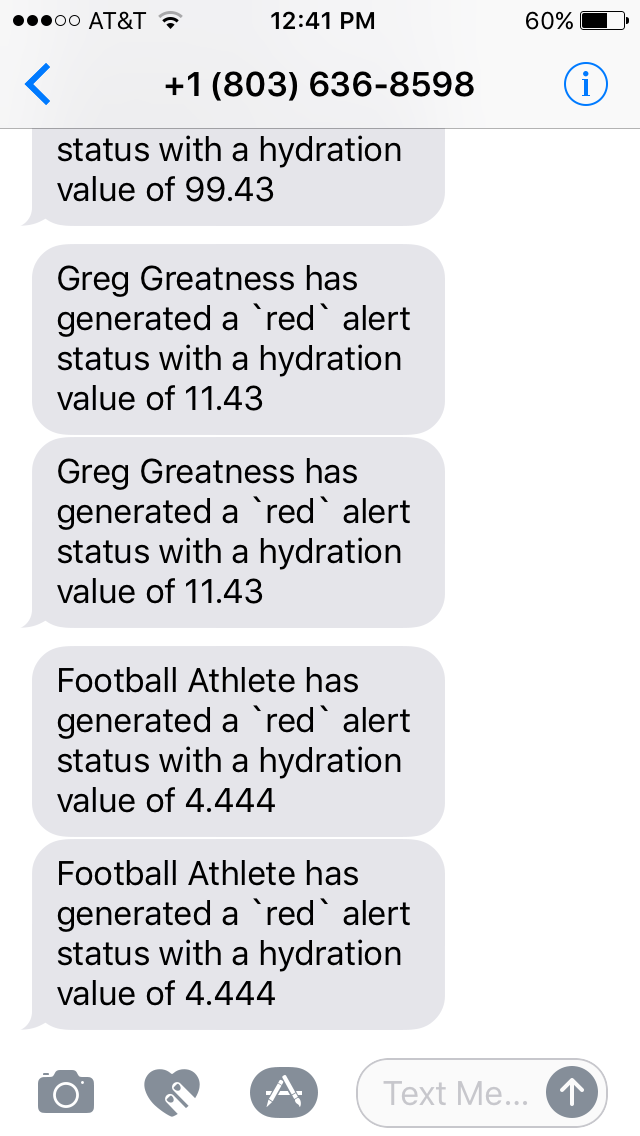 AT&T 12:41 PM 60%
+1 (803) 636-8598
status with a hydration
value of 99.43
Greg Greatness has
generated a `red` alert
status with a hydration
value of 11.43
Greg Greatness has
generated a `red` alert
status with a hydration
value of 11.43
Football Athlete has
generated a `red` alert
status with a hydration
value of 4.444
Football Athlete has
generated a `red` alert
status with a hydration
value of 4.444
Text Me...